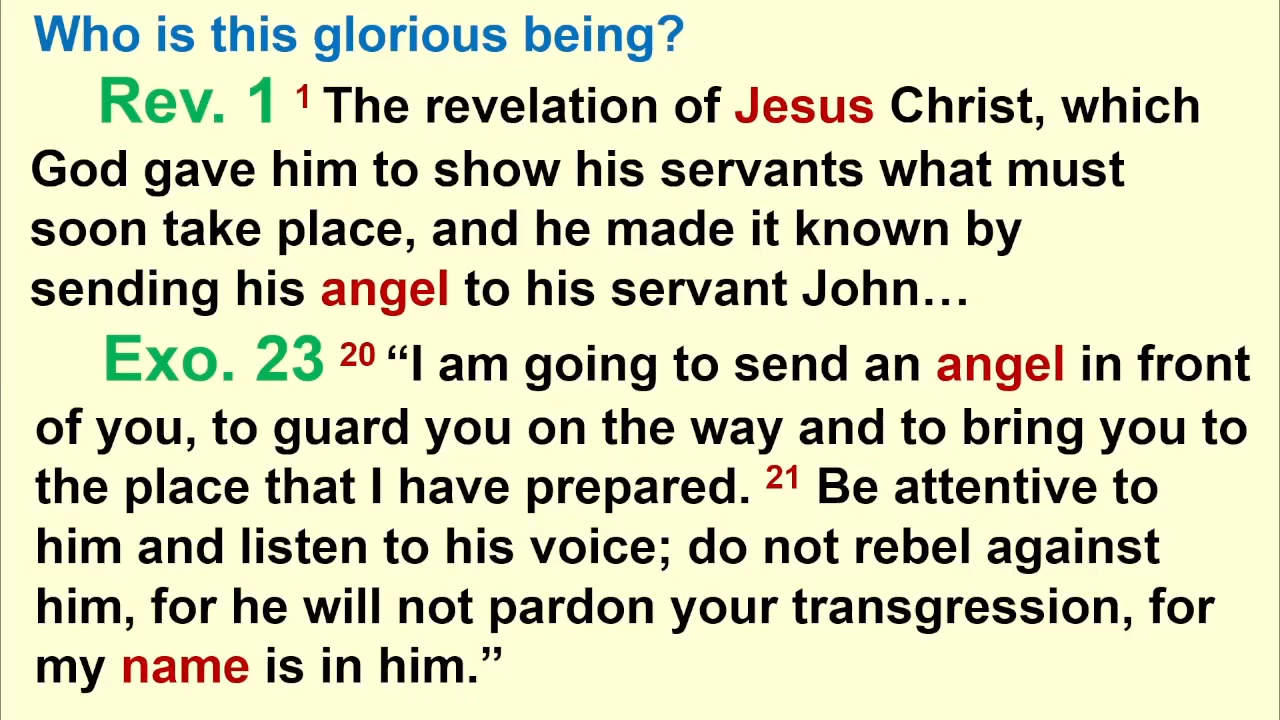 Who is this glorious being?
Rev. 1 1 The revelation of Jesus Christ, which
God gave him to show his servants what must
soon take place, and he made it known by
sending his angel to his servant John…
Exo. 23 20 “I am going to send an angel in front
of you, to guard you on the way and to bring you to
the place that I have prepared. 21 Be attentive to
him and listen to his voice; do not rebel against
him, for he will not pardon your transgression, for
my name is in him.”